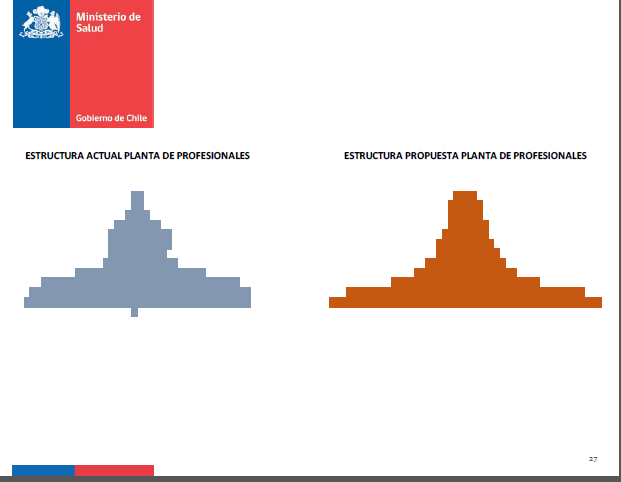 Ministerio de
Salud
Gobierno de Chile
ESTRUCTURA ACTUAL PLANTA DE PROFESIONALES
ESTRUCTURA PROPUESTA PLANTA DE PROFESIONALES
27